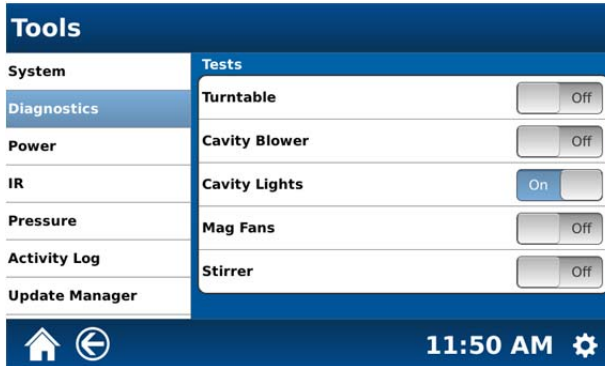 Tools
System
Diagnostics
Power
IR
Pressure
Activity Log
Update Manager
Tests
Turntable Off
Cavity Blower Off
Cavity Lights On
Mag Fans Off
Stirrer Off
11:50 AM